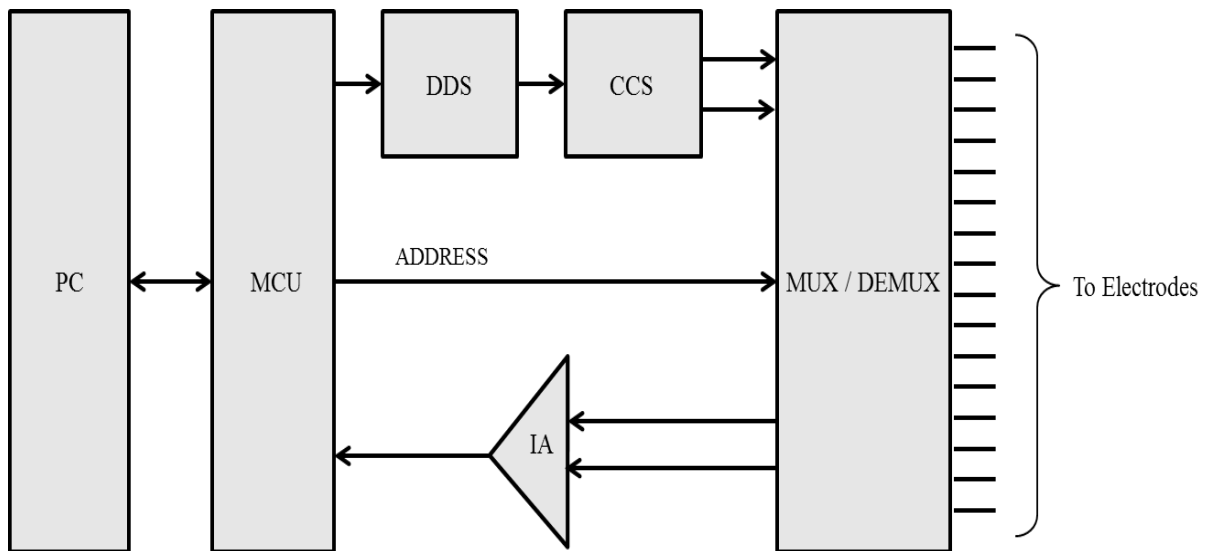 DDS
CCS
ADDRESS
PC
MCU
MUX / DEMUX
To Electrodes
IA